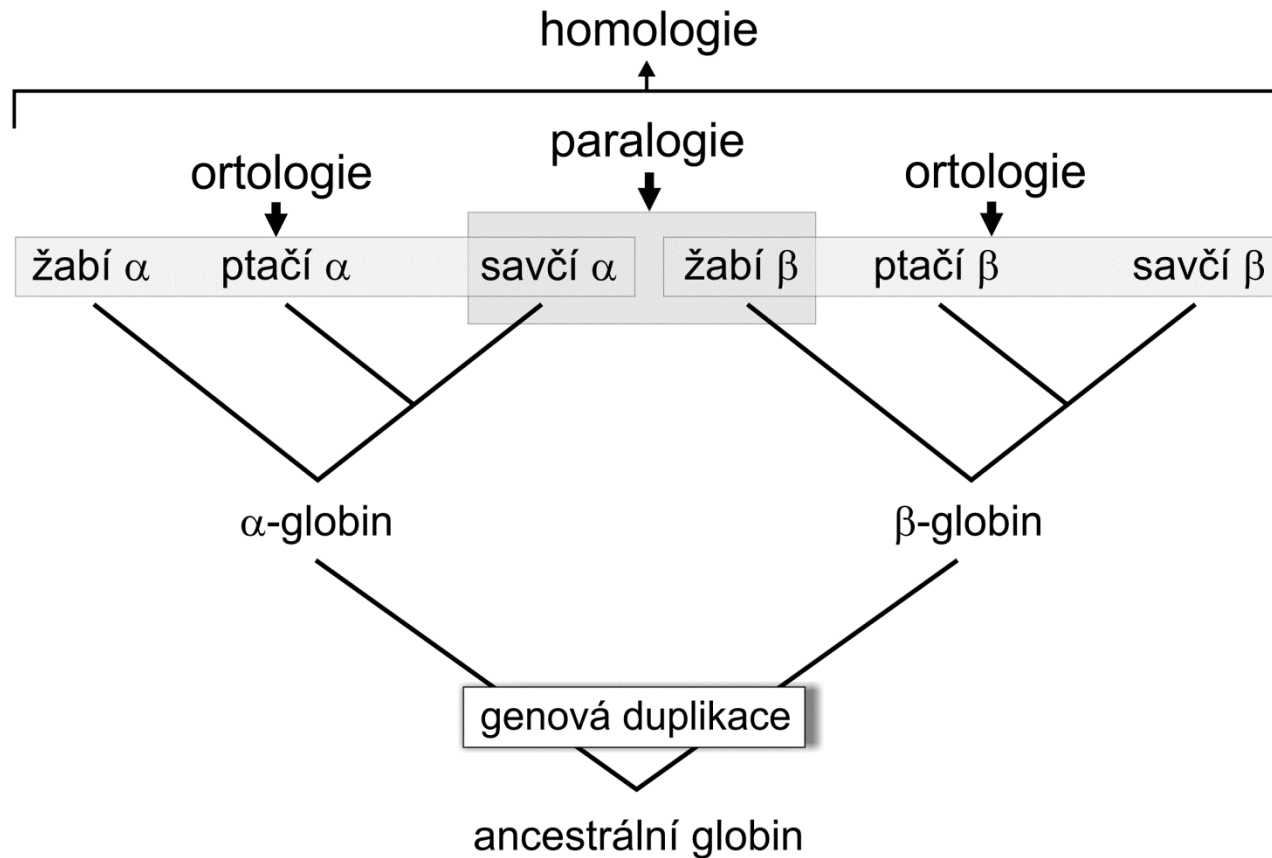 homologie
paralogie
ortologie ortologie
žabí α ptačí α savčí α žabí β ptačí β savčí β
α-globin β-globin
genová duplikace
ancestrální globin